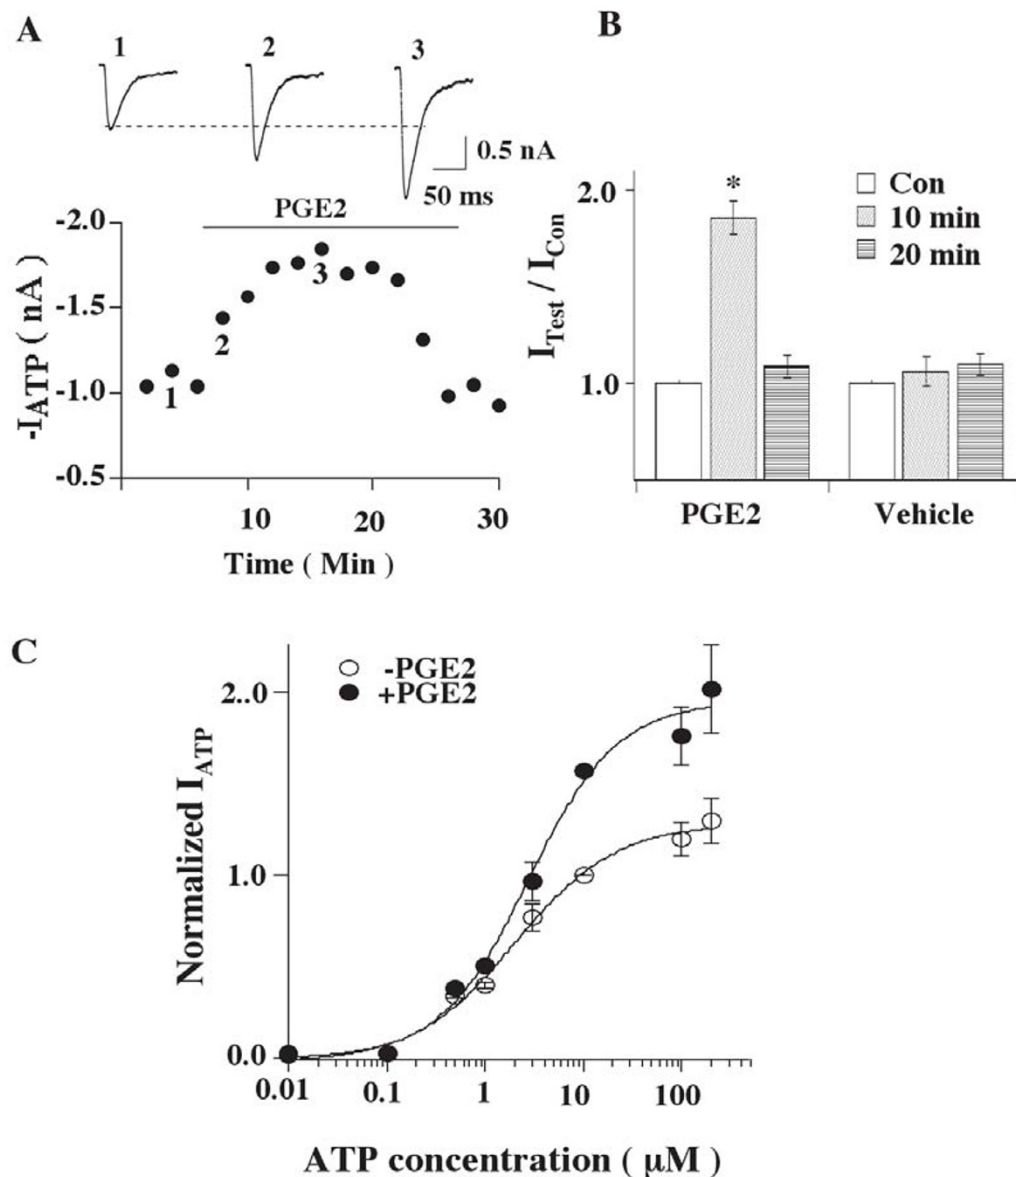 A
1 2 3
0.5 nA
50 ms
PGE2
-2.0
-1.5
-1.0
-0.5
-IATP ( nA )
1
2
3
10 20 30
Time ( Min )
B
2.0
1.0
ITest / ICon
*
Con
10 min
20 min
PGE2 Vehicle
C
-PGE2
+PGE2
2..0
1.0
0.0
Normalized IATP
0.01 0.1 1 10 100
ATP concentration ( μM )